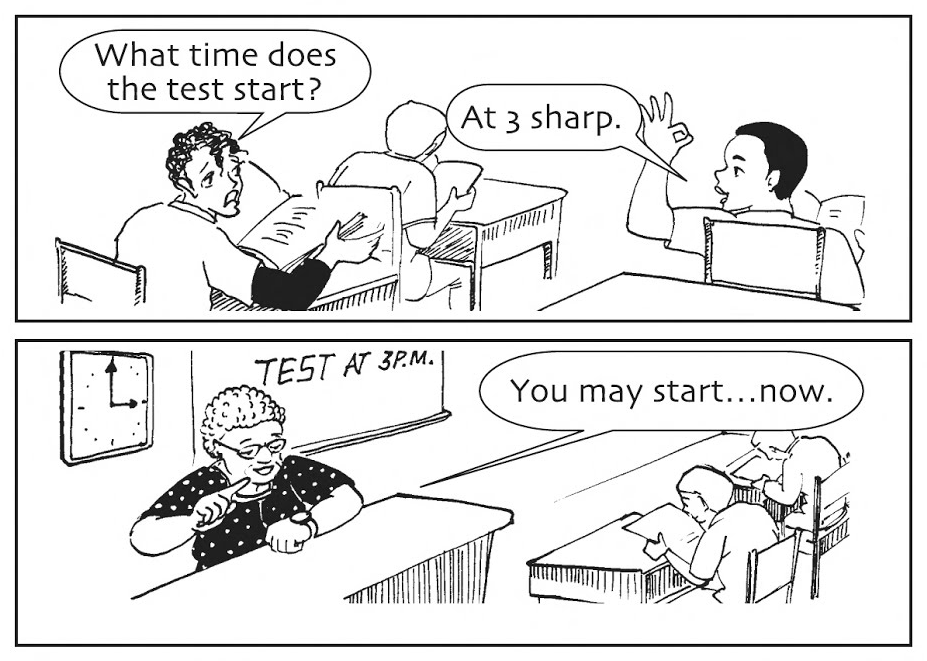 What time does
the test start?
At 3 sharp.
TEST AT 3P.M.
You may start...now.